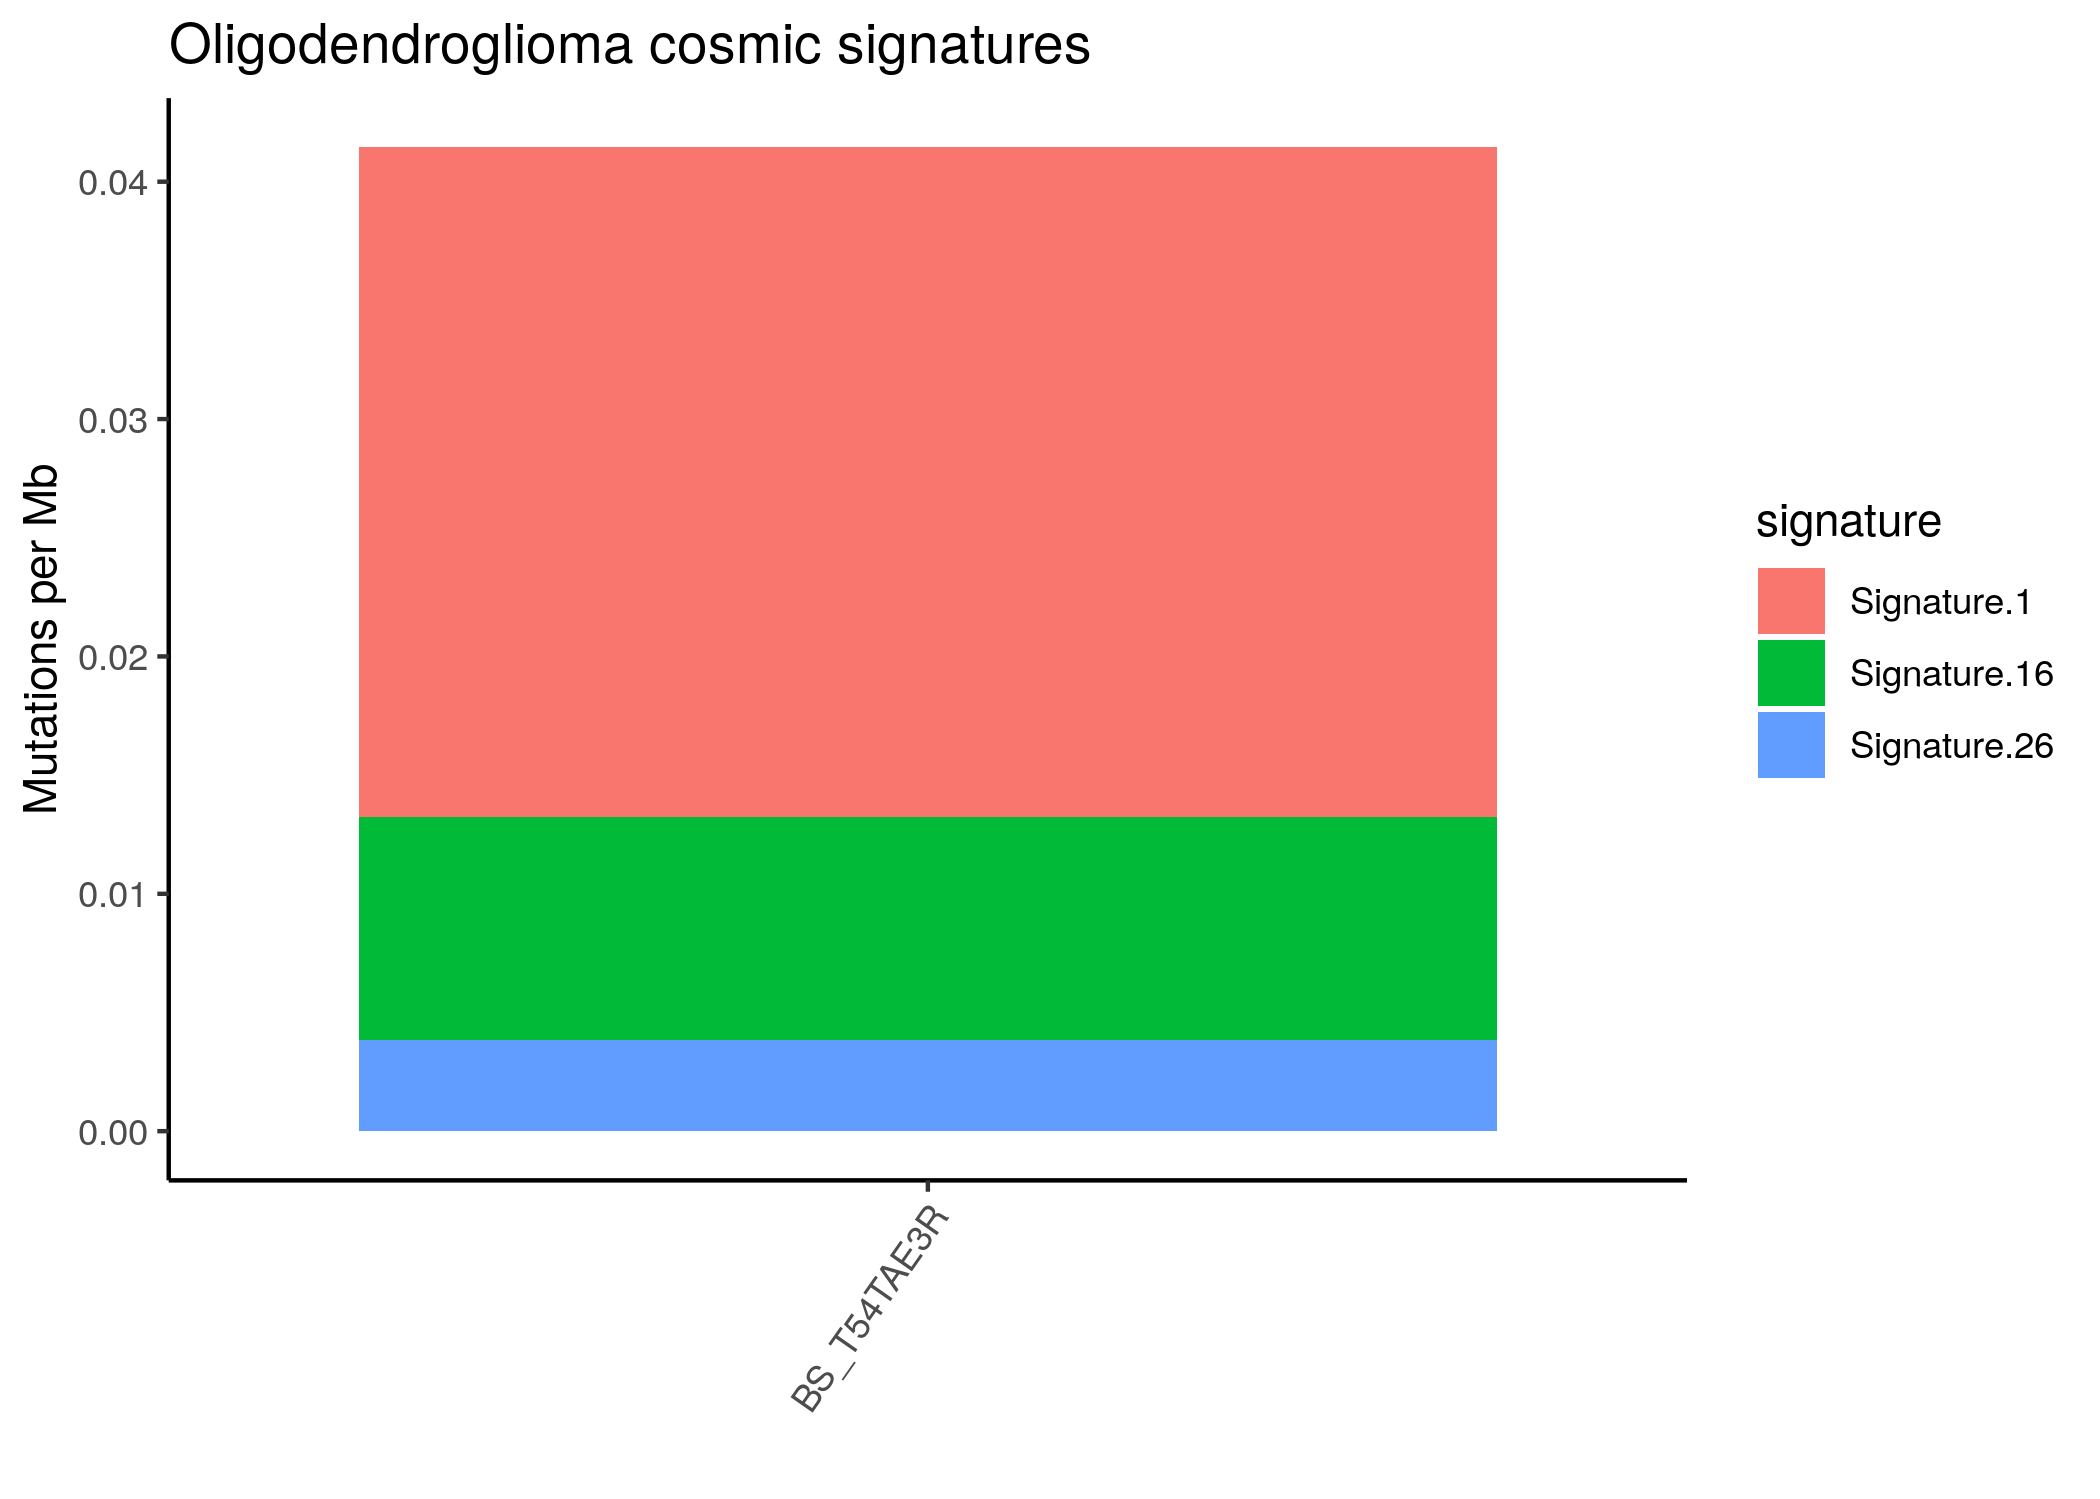 Oligodendroglioma cosmic signatures
Mutations per Mb
0.04
0.03
0.02
0.01
0.00
BS_T54TAE3R
signature
Signature.1
Signature.16
Signature.26